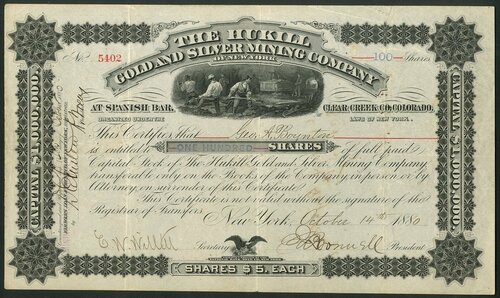 THE HUKILL
GOLD AND SILVER MINING COMPANY
OF NEW YORK
No. 5402
100 Shares
AT SPANISH BAR,
CLEAR CREEK CO., COLORADO.
ORGANIZED UNDER THE
LAWS OF NEW YORK.
This Certifies that Geo. A. Boynton
is entitled to ONE HUNDRED SHARES of full paid
Capital Stock of The Hukill Gold and Silver Mining Company,
transferable only on the Books of the Company in person or by
Attorney on surrender of this Certificate.
This Certificate is not valid without the signature of the
Registrar of Transfers.
New York, October 14th 1880
Secretary
President
SHARES $5. EACH
CAPITAL $1,000,000.
CAPITAL $1,000,000.